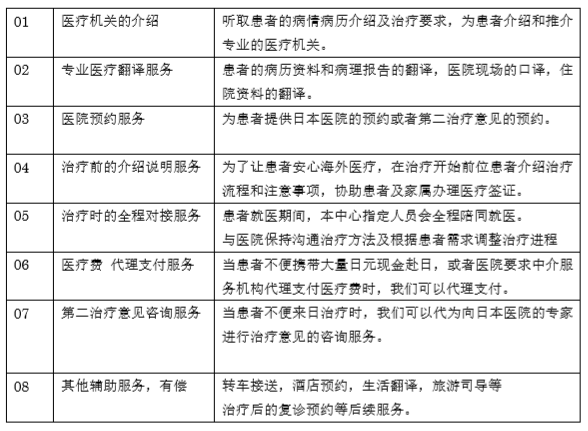 01 医疗机关的介绍 听取患者的病情病历介绍及治疗要求，为患者介绍和推介
专业的医疗机关。
02 专业医疗翻译服务 患者的病历资料和病理报告的翻译，医院现场的口译，住
院资料的翻译。
03 医院预约服务 为患者提供日本医院的预约或者第二治疗意见的预约。
04 治疗前的介绍说明服务 为了让患者安心海外医疗，在治疗开始前位患者介绍治疗
流程和注意事项，协助患者及家属办理医疗签证。
05 治疗时的全程对接服务 患者就医期间，本中心指定人员会全程陪同就医。
与医院保持沟通治疗方法及根据患者需求调整治疗进程
06 医疗费 代理支付服务 当患者不便携带大量日元现金赴日，或者医院要求中介服
务机构代理支付医疗费时，我们可以代理支付。
07 第二治疗意见咨询服务 当患者不便来日治疗时，我们可以代为向日本医院的专家
进行治疗意见的咨询服务。
08 其他辅助服务，有偿 转车接送，酒店预约，生活翻译，旅游司导等
治疗后的复诊预约等后续服务。